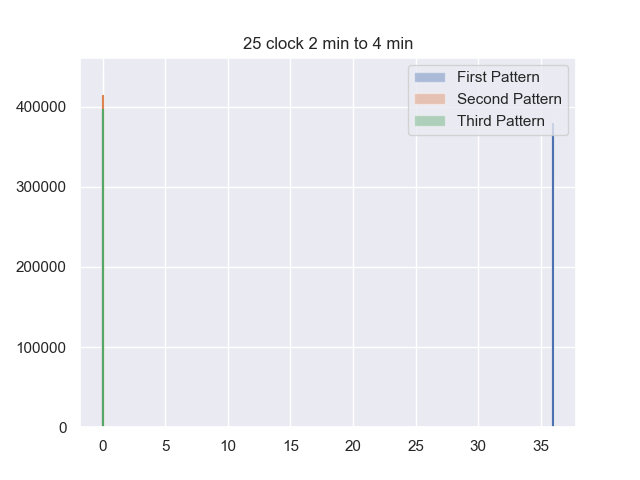 25 clock 2 min to 4 min
First Pattern
Second Pattern
Third Pattern
400000
300000
200000
100000
0
0 5 10 15 20 25 30 35